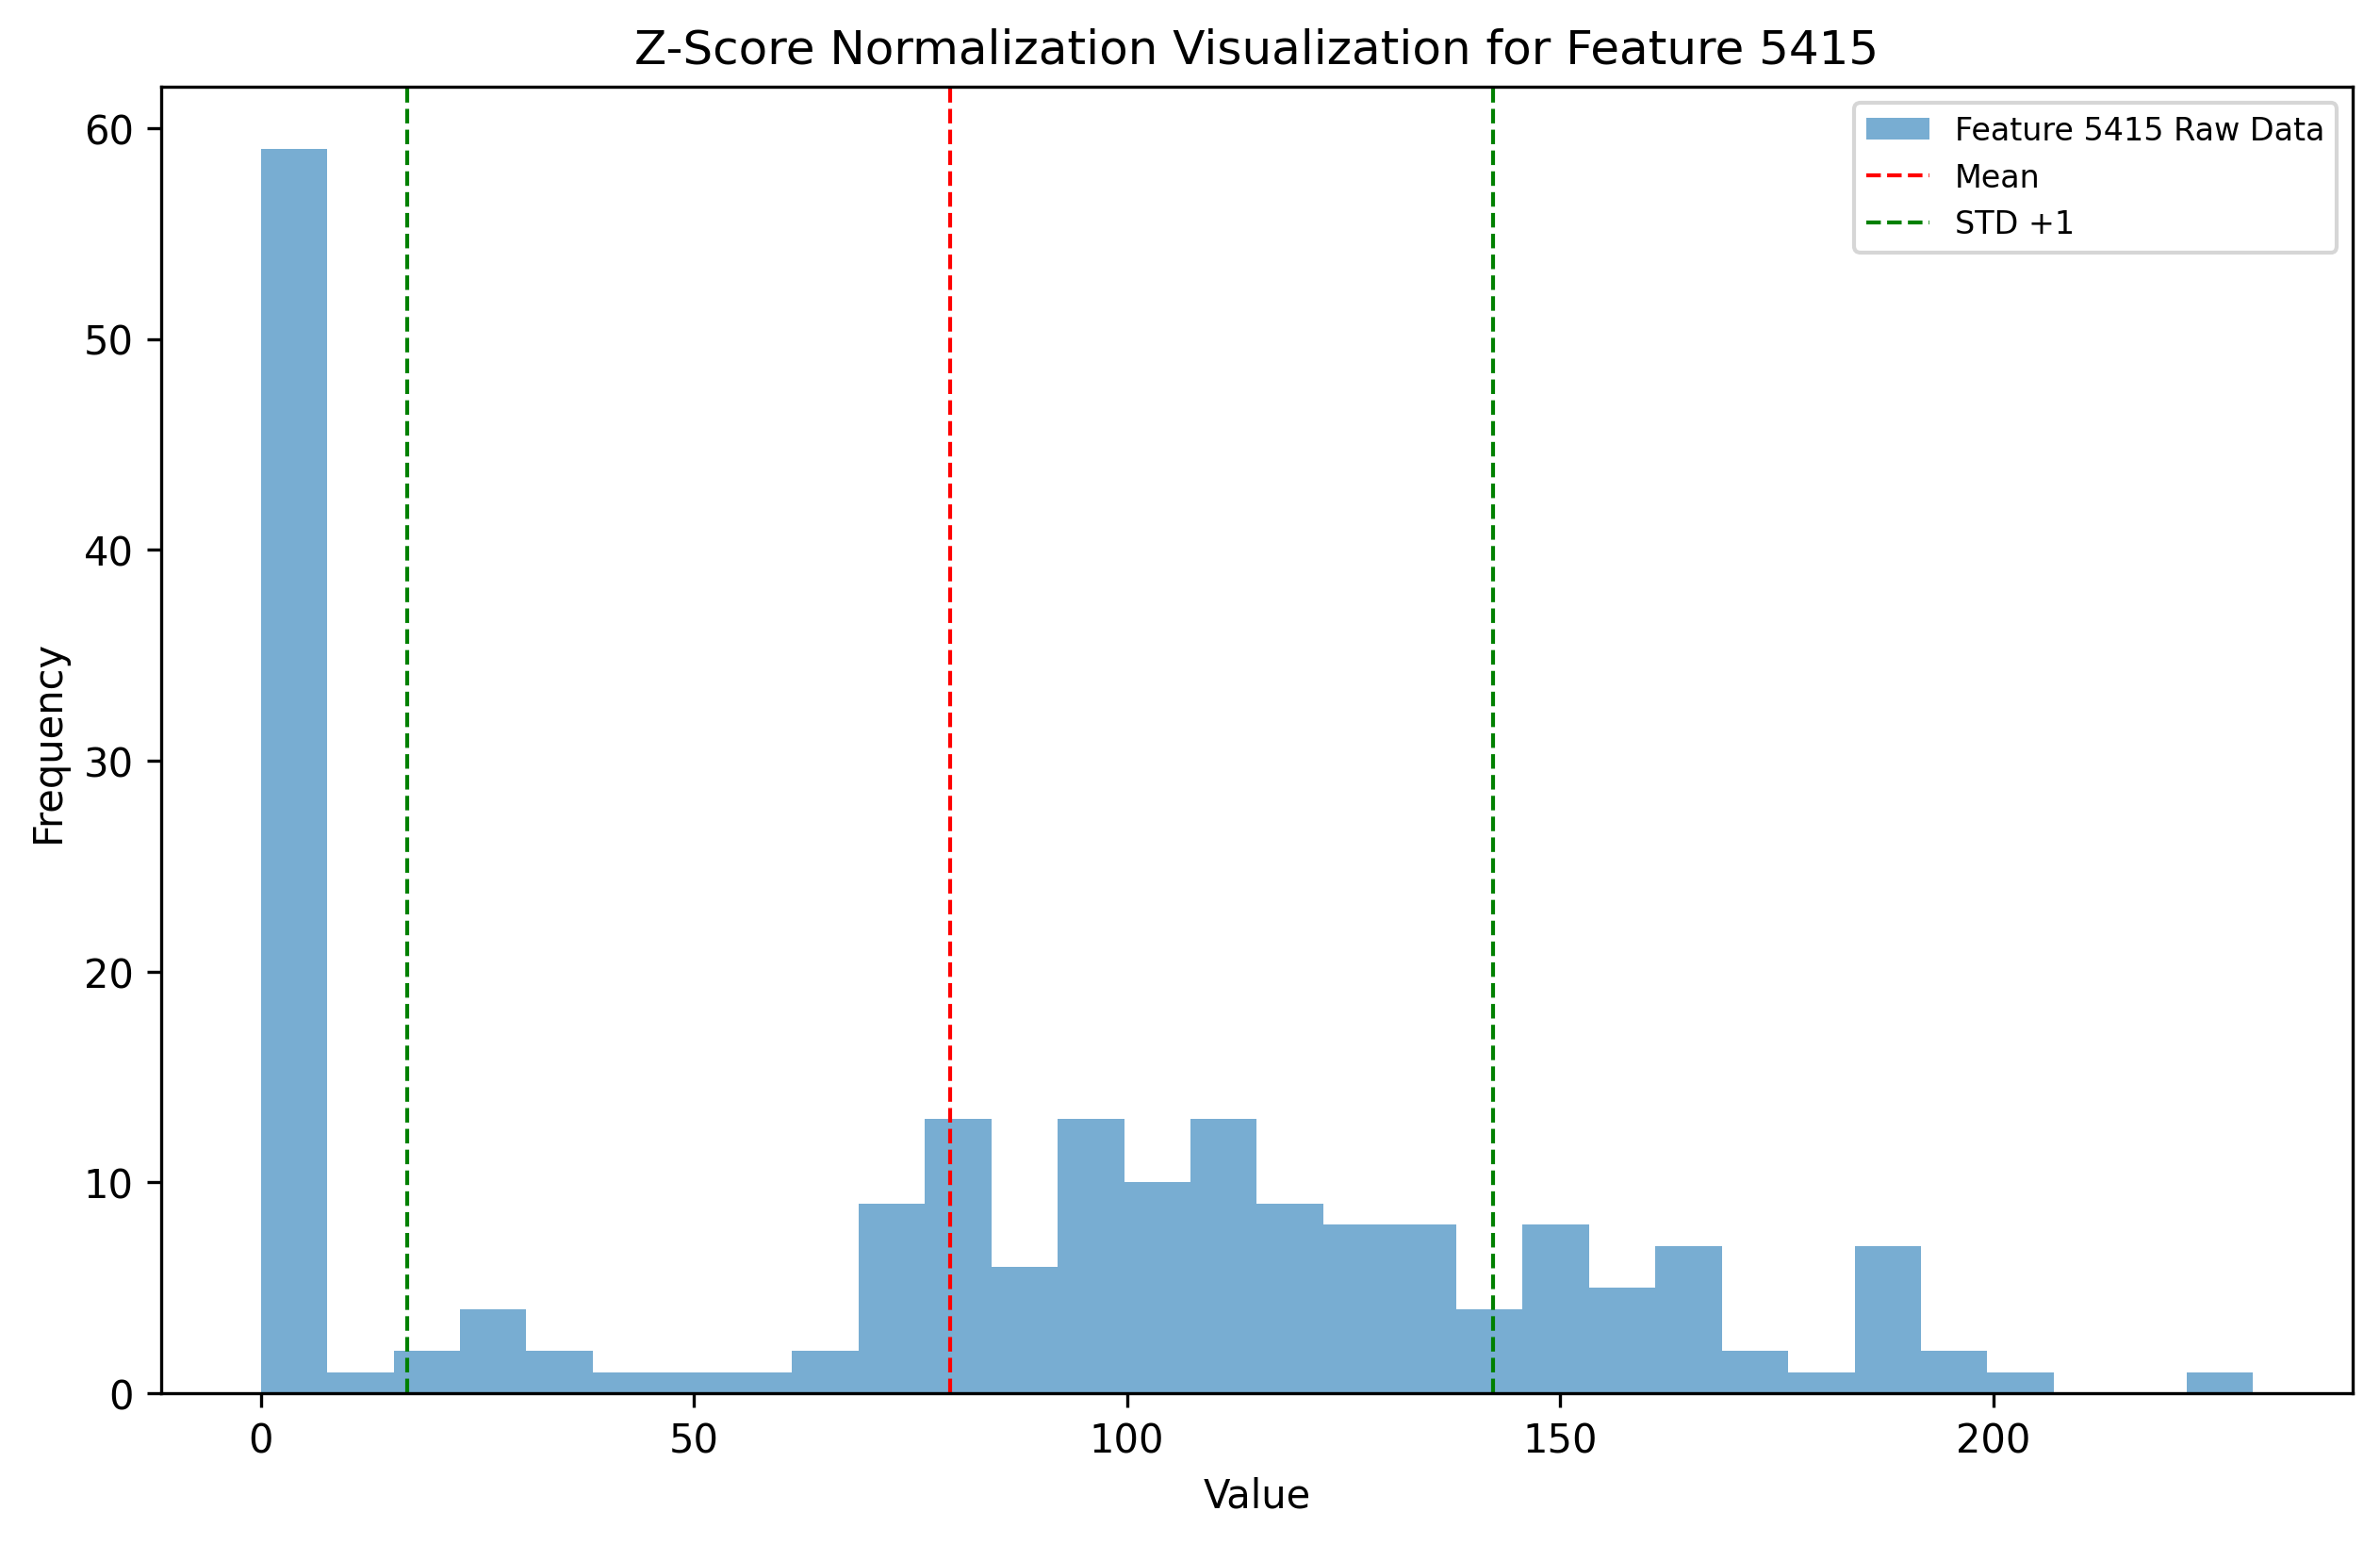 Z-Score Normalization Visualization for Feature 5415
Feature 5415 Raw Data
Mean
STD +1
60
50
40
30
20
10
0
Frequency
0 50 100 150 200
Value